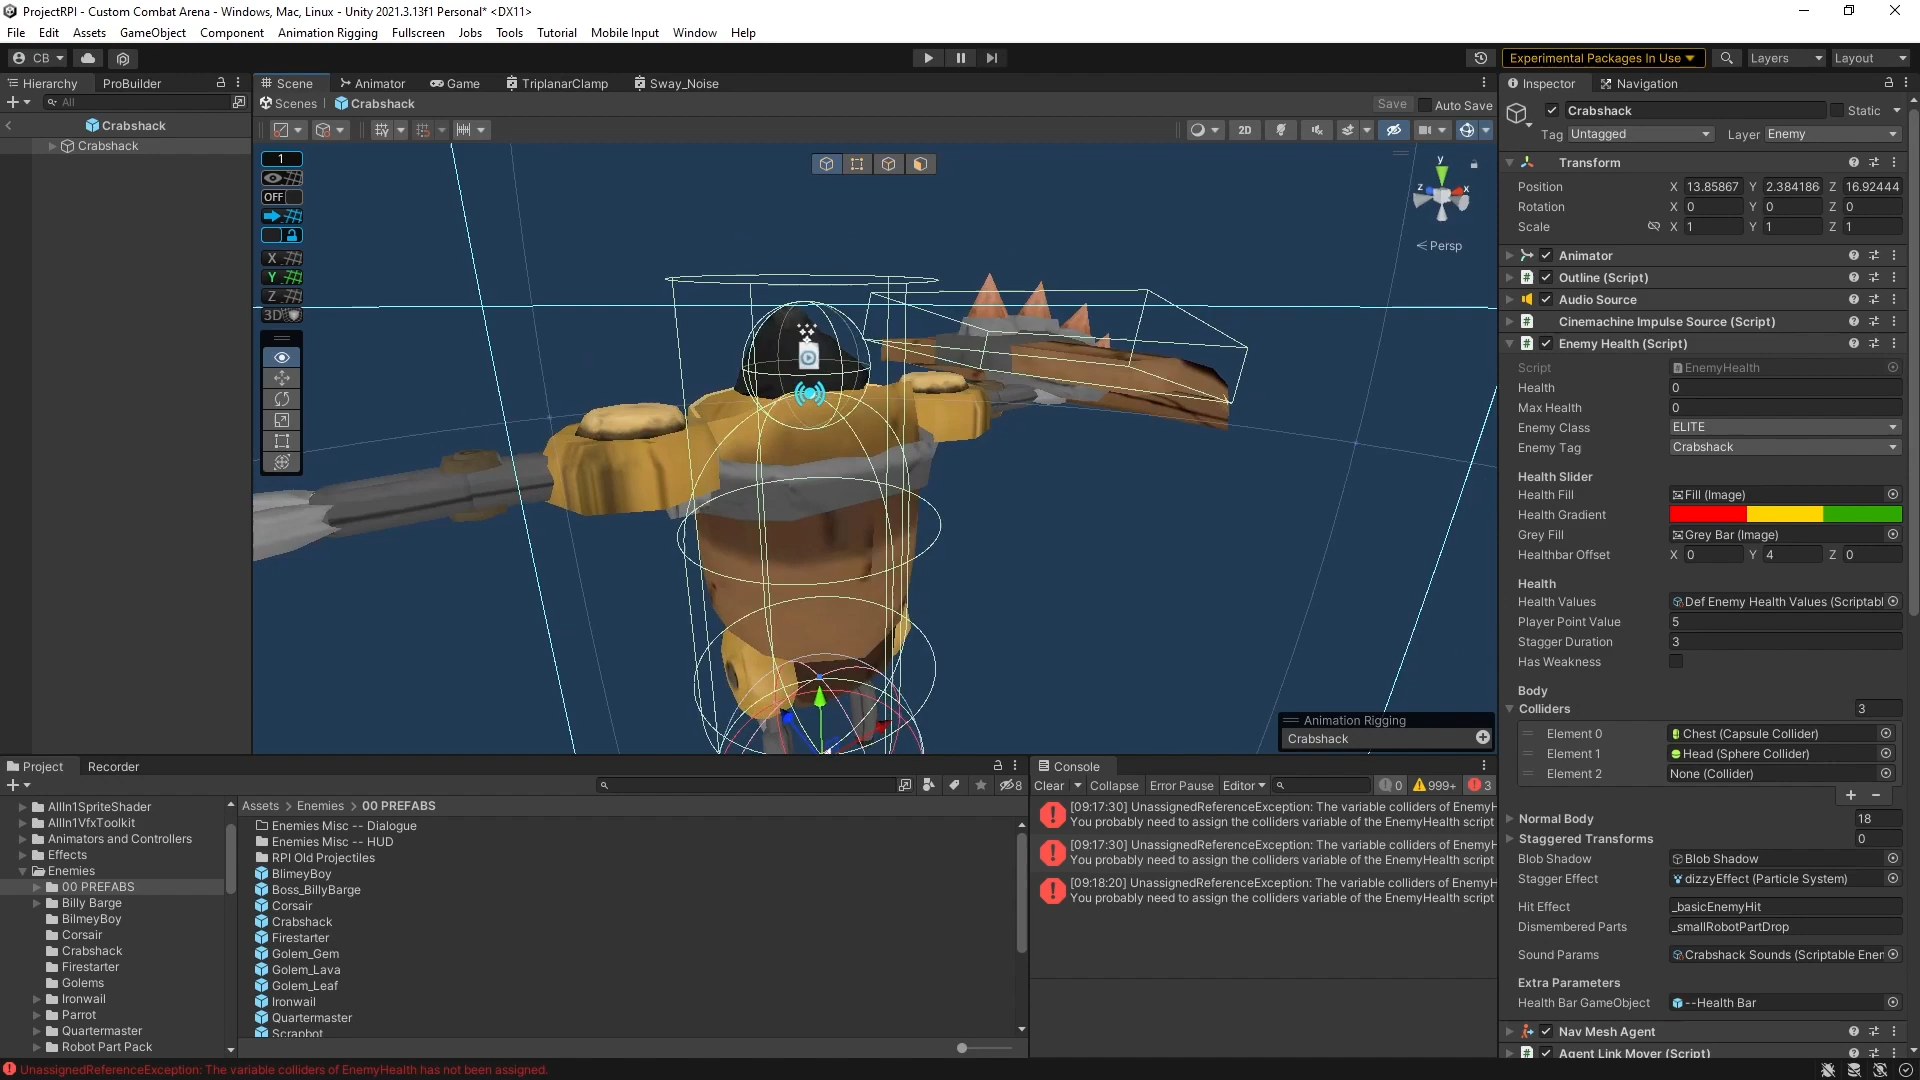 ProjectRPI - Custom Combat Arena - Windows, Mac, Linux - Unity 2021.3.13f1 Personal* <DX11>
File Edit Assets GameObject Component Animation Rigging Fullscreen Jobs Tools Tutorial Mobile Input Window Help
CB Experimental Packages In Use Layers Layout
Hierarchy ProBuilder
All
Crabshack
Crabshack
Scene Animator Game TriplanarClamp Sway_Noise
Scenes Crabshack Save Auto Save
2D
1
OFF
X
Y
Z
3D
y
z x
Persp
Animation Rigging
Crabshack
Inspector Navigation
Crabshack Static
Tag Untagged Layer Enemy
Transform
Position X 13.85867 Y 2.384186 Z 16.92444
Rotation X 0 Y 0 Z 0
Scale X 1 Y 1 Z 1
Animator
Outline (Script)
Audio Source
Cinemachine Impulse Source (Script)
Enemy Health (Script)
Script EnemyHealth
Health 0
Max Health 0
Enemy Class ELITE
Enemy Tag Crabshack
Health Slider
Health Fill Fill (Image)
Health Gradient
Grey Fill Grey Bar (Image)
Healthbar Offset X 0 Y 4 Z 0
Health
Health Values Def Enemy Health Values (Scriptabl
Player Point Value 5
Stagger Duration 3
Has Weakness
Body
Colliders 3
Element 0 Chest (Capsule Collider)
Element 1 Head (Sphere Collider)
Element 2 None (Collider)
Normal Body 18
Staggered Transforms 0
Blob Shadow Blob Shadow
Stagger Effect dizzyEffect (Particle System)
Hit Effect _basicEnemyHit
Dismembered Parts _smallRobotPartDrop
Sound Params Crabshack Sounds (Scriptable Enem
Extra Parameters
Health Bar GameObject --Health Bar
Nav Mesh Agent
Agent Link Mover (Script)
Project Recorder
8
AllIn1SpriteShader
AllIn1VfxToolkit
Animators and Controllers
Effects
Enemies
00 PREFABS
Billy Barge
BilmeyBoy
Corsair
Crabshack
Firestarter
Golems
Ironwail
Parrot
Quartermaster
Robot Part Pack
Assets > Enemies > 00 PREFABS
Enemies Misc -- Dialogue
Enemies Misc -- HUD
RPI Old Projectiles
BlimeyBoy
Boss_BillyBarge
Corsair
Crabshack
Firestarter
Golem_Gem
Golem_Lava
Golem_Leaf
Ironwail
Quartermaster
Scrapbot
Console
Clear Collapse Error Pause Editor 0 999+ 3
[09:17:30] UnassignedReferenceException: The variable colliders of EnemyH
You probably need to assign the colliders variable of the EnemyHealth script
[09:17:30] UnassignedReferenceException: The variable colliders of EnemyH
You probably need to assign the colliders variable of the EnemyHealth script
[09:18:20] UnassignedReferenceException: The variable colliders of EnemyH
You probably need to assign the colliders variable of the EnemyHealth script
UnassignedReferenceException: The variable colliders of EnemyHealth has not been assigned.